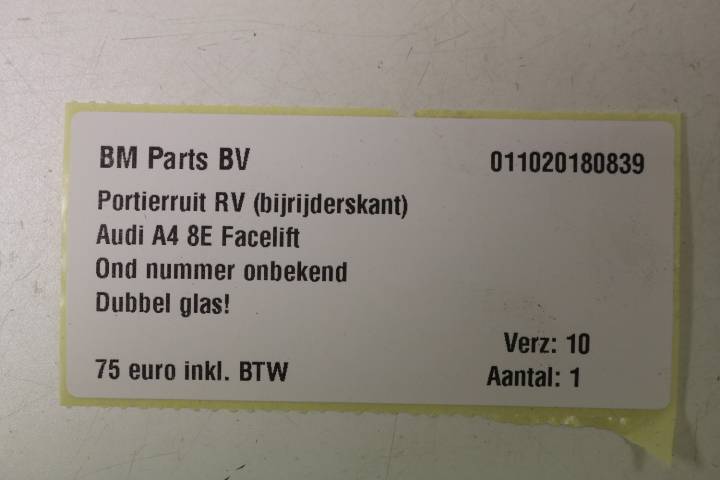 BM Parts BV 011020180839
Portierruit RV (bijrijderskant)
Audi A4 8E Facelift
Ond nummer onbekend
Dubbel glas!
Verz: 10
75 euro inkl. BTW Aantal: 1